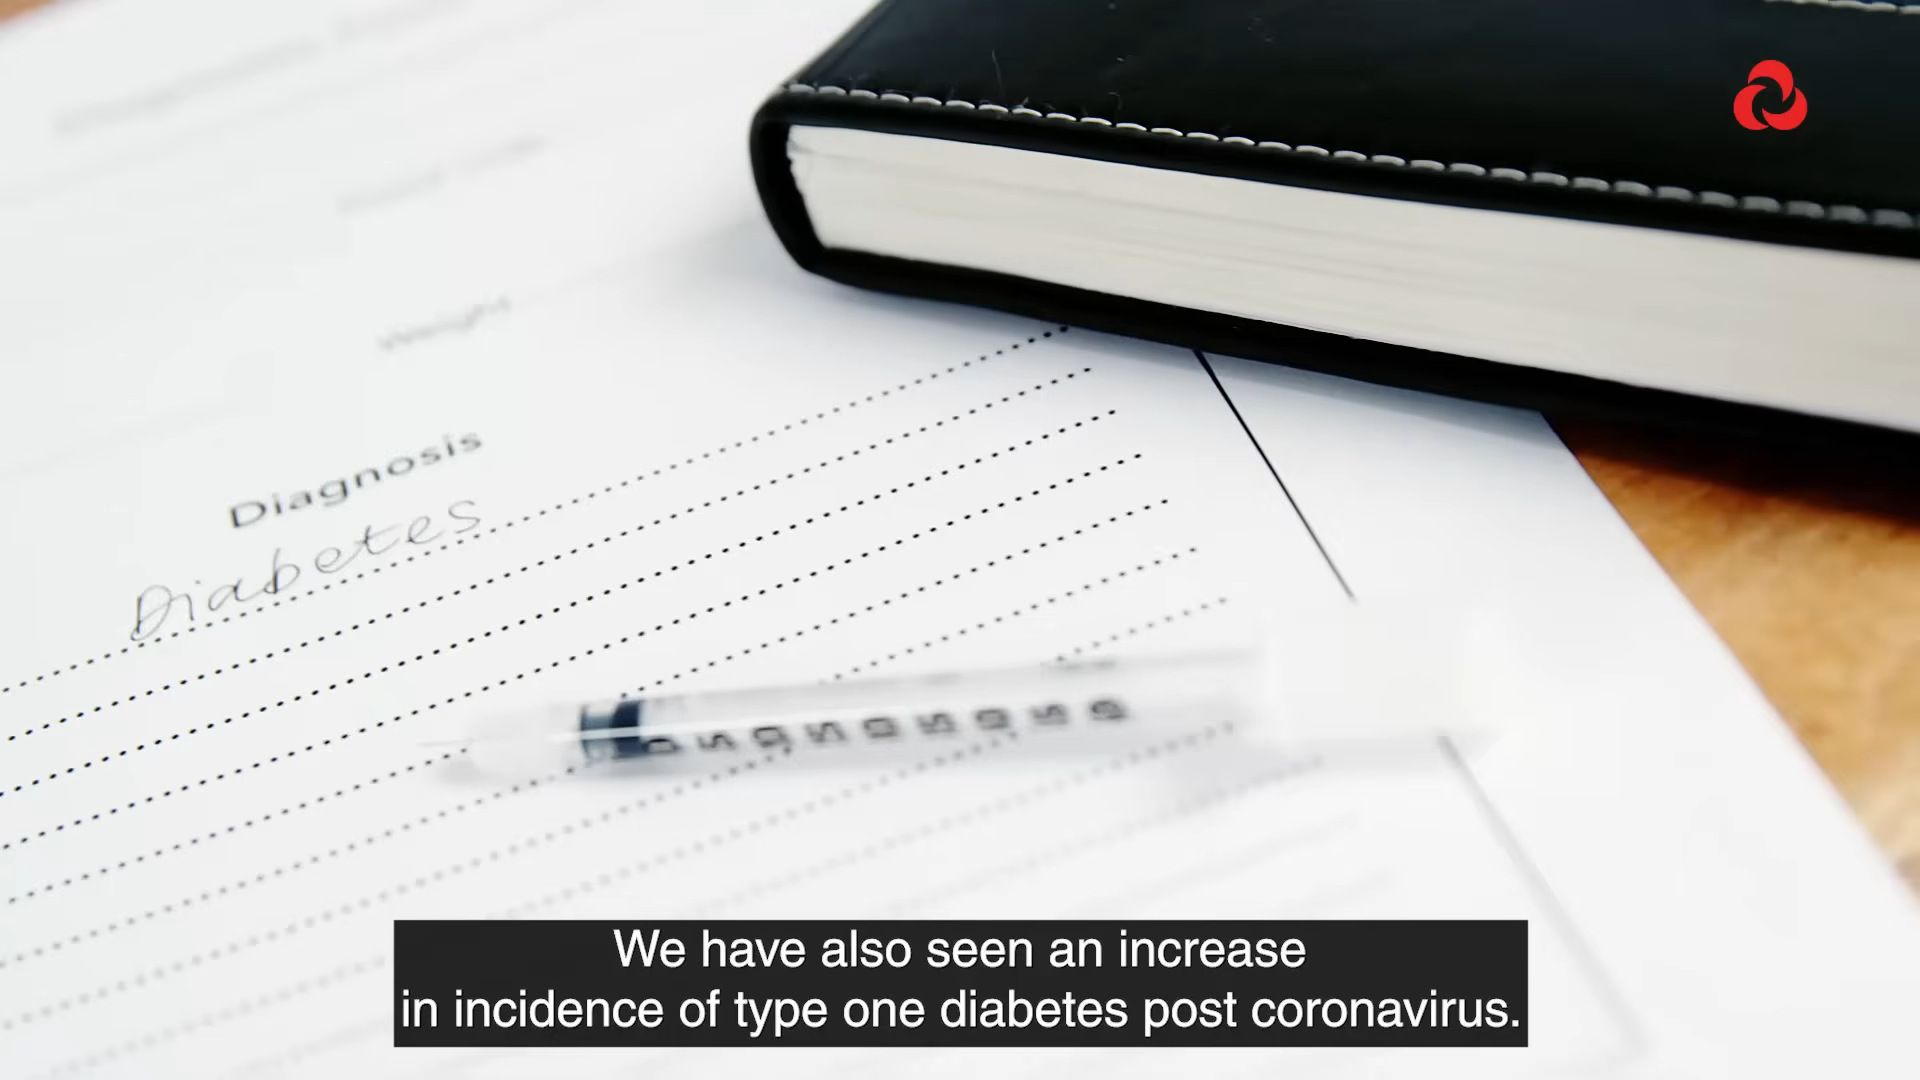 Weight
Diagnosis
Diabetes
We have also seen an increase
in incidence of type one diabetes post coronavirus.